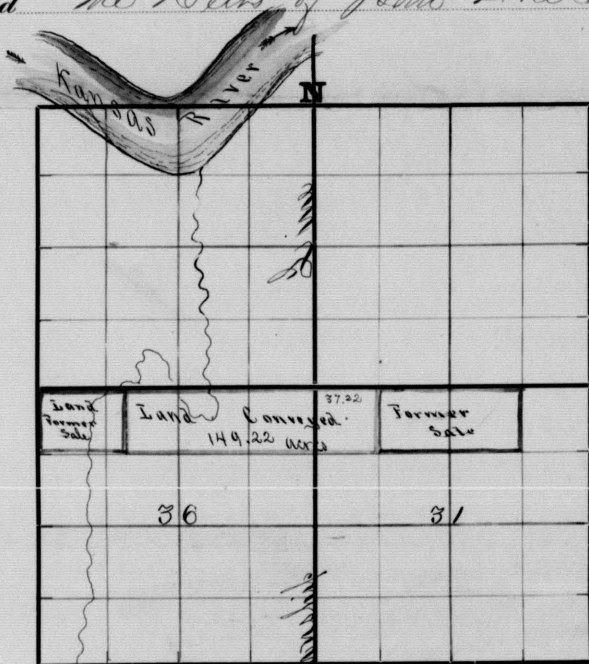 Kansas River
N
Land
Former
Sale
37.22
Land Conveyed.
149.22 acres
Former
Sale
36
31